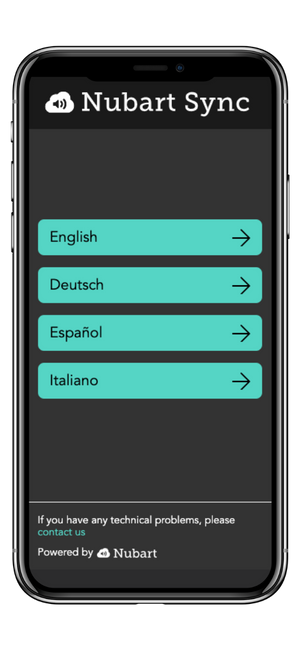 Nubart Sync
English
Deutsch
Español
Italiano
If you have any technical problems, please
contact us
Powered by Nubart